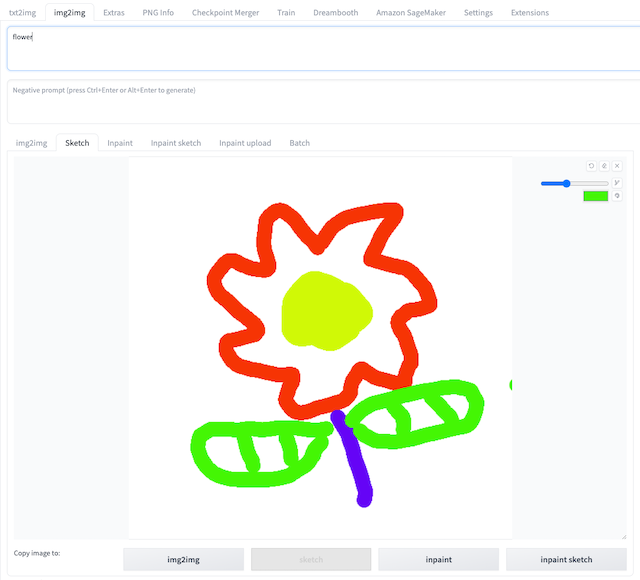 txt2img img2img Extras PNG Info Checkpoint Merger Train Dreambooth Amazon SageMaker Settings Extensions
flower
Negative prompt (press Ctrl+Enter or Alt+Enter to generate)
img2img Sketch Inpaint Inpaint sketch Inpaint upload Batch
Copy image to:
img2img sketch inpaint inpaint sketch